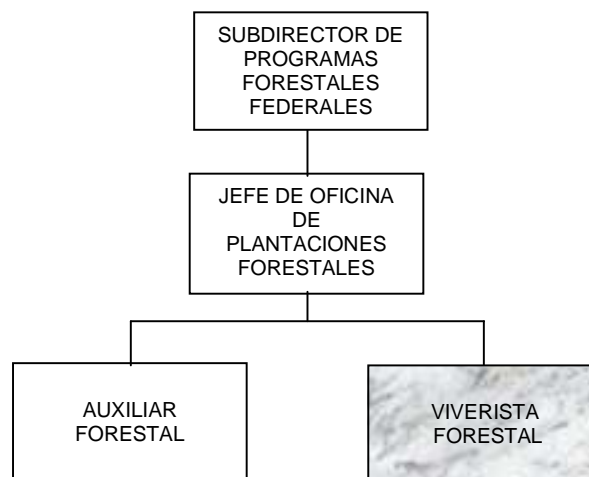 SUBDIRECTOR DE
PROGRAMAS
FORESTALES
FEDERALES
JEFE DE OFICINA
DE
PLANTACIONES
FORESTALES
AUXILIAR
FORESTAL
VIVERISTA
FORESTAL